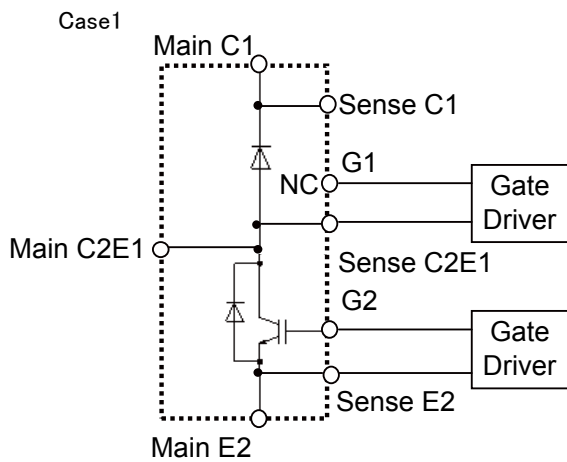 Case1
Main C1
Sense C1
G1
NC
Gate
Driver
Main C2E1
Sense C2E1
G2
Gate
Driver
Sense E2
Main E2